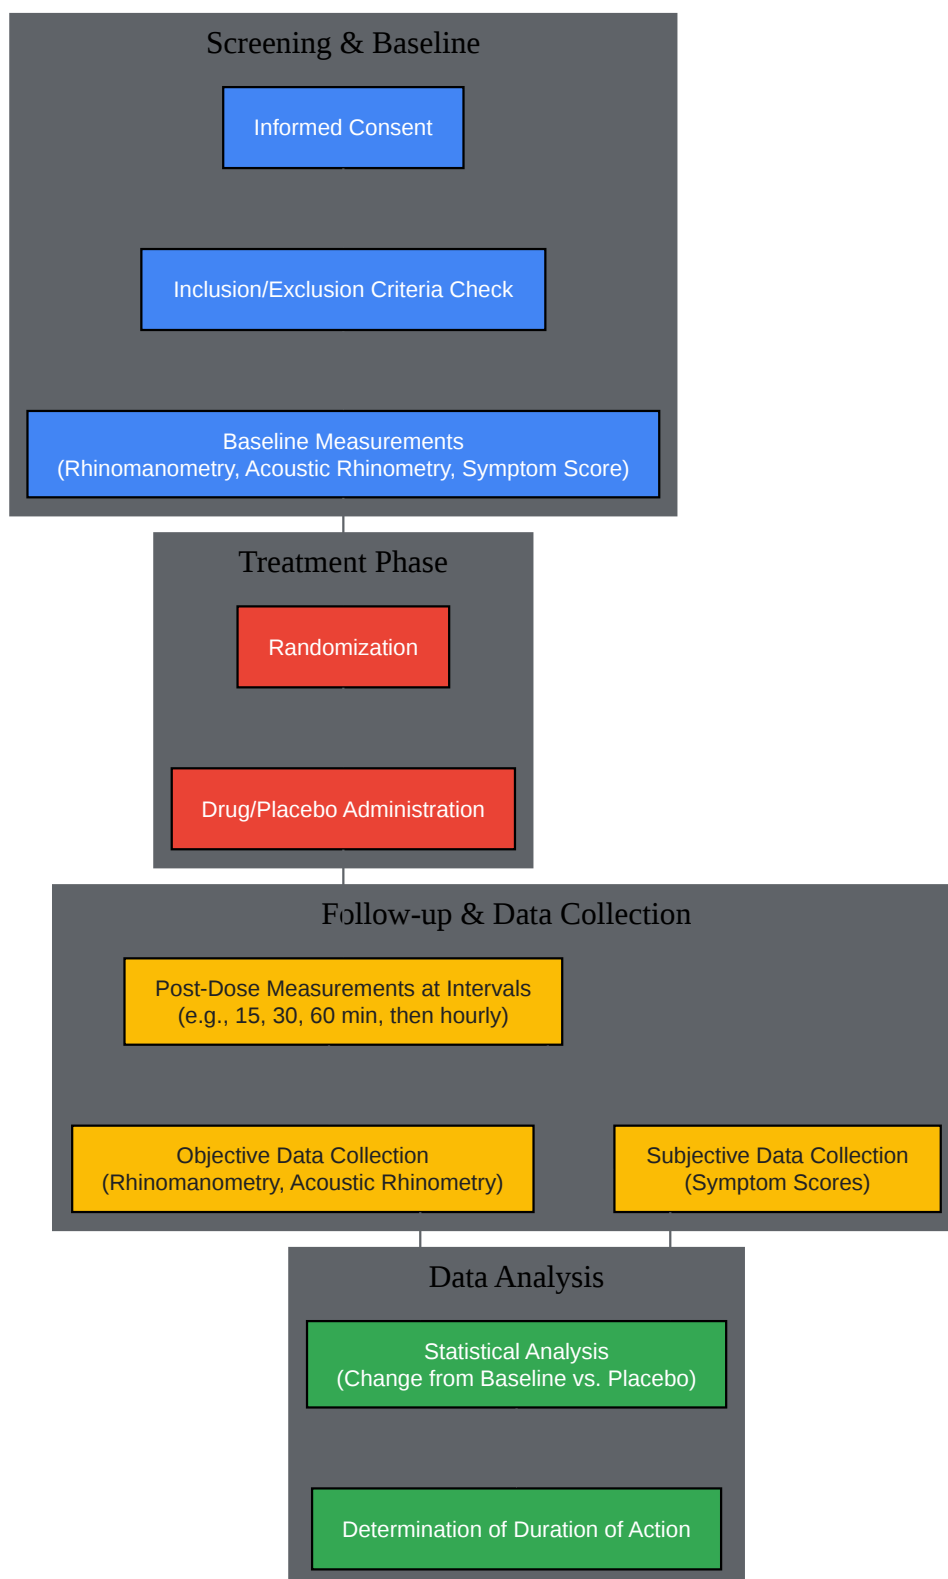 Screening & Baseline
Informed Consent
Inclusion/Exclusion Criteria Check
Baseline Measurements
(Rhinomanometry, Acoustic Rhinometry, Symptom Score)
Treatment Phase
Randomization
Drug/Placebo Administration
Follow-up & Data Collection
Post-Dose Measurements at Intervals
(e.g., 15, 30, 60 min, then hourly)
Objective Data Collection
(Rhinomanometry, Acoustic Rhinometry)
Subjective Data Collection
(Symptom Scores)
Data Analysis
Statistical Analysis
(Change from Baseline vs. Placebo)
Determination of Duration of Action